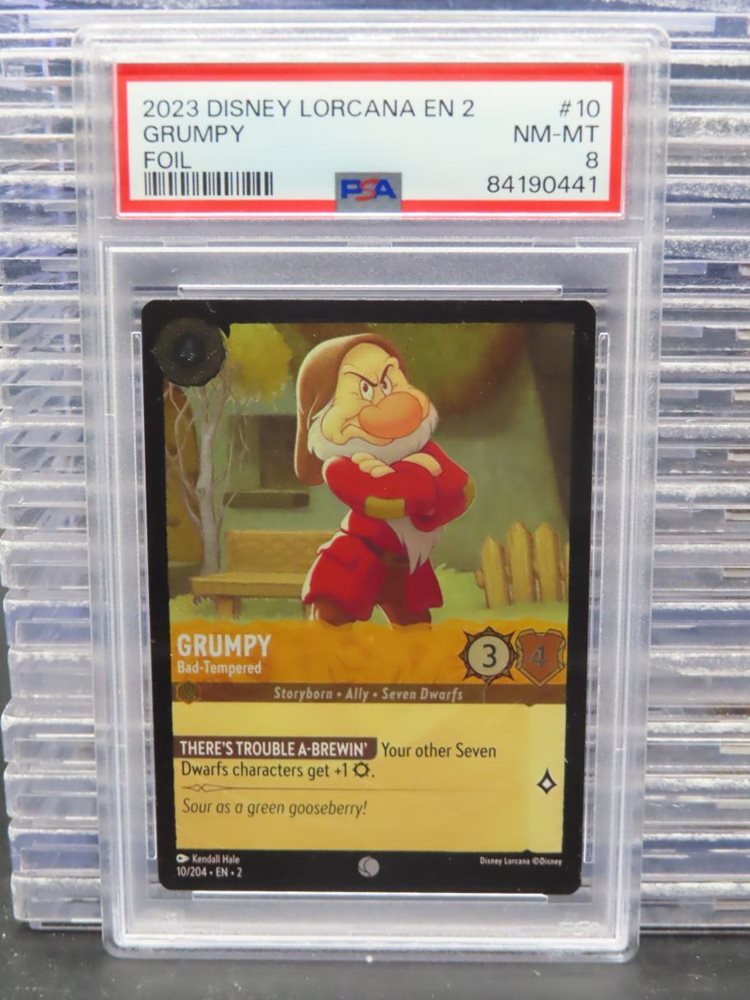 2023 DISNEY LORCANA EN 2 #10
GRUMPY NM-MT
FOIL 8
PSA 84190441
4
GRUMPY
Bad-Tempered
3 4
Storyborn • Ally • Seven Dwarfs
THERE'S TROUBLE A-BREWIN' Your other Seven
Dwarfs characters get +1 .
Sour as a green gooseberry!
Kendall Hale
10/204 • EN • 2
Disney Lorcana ©Disney